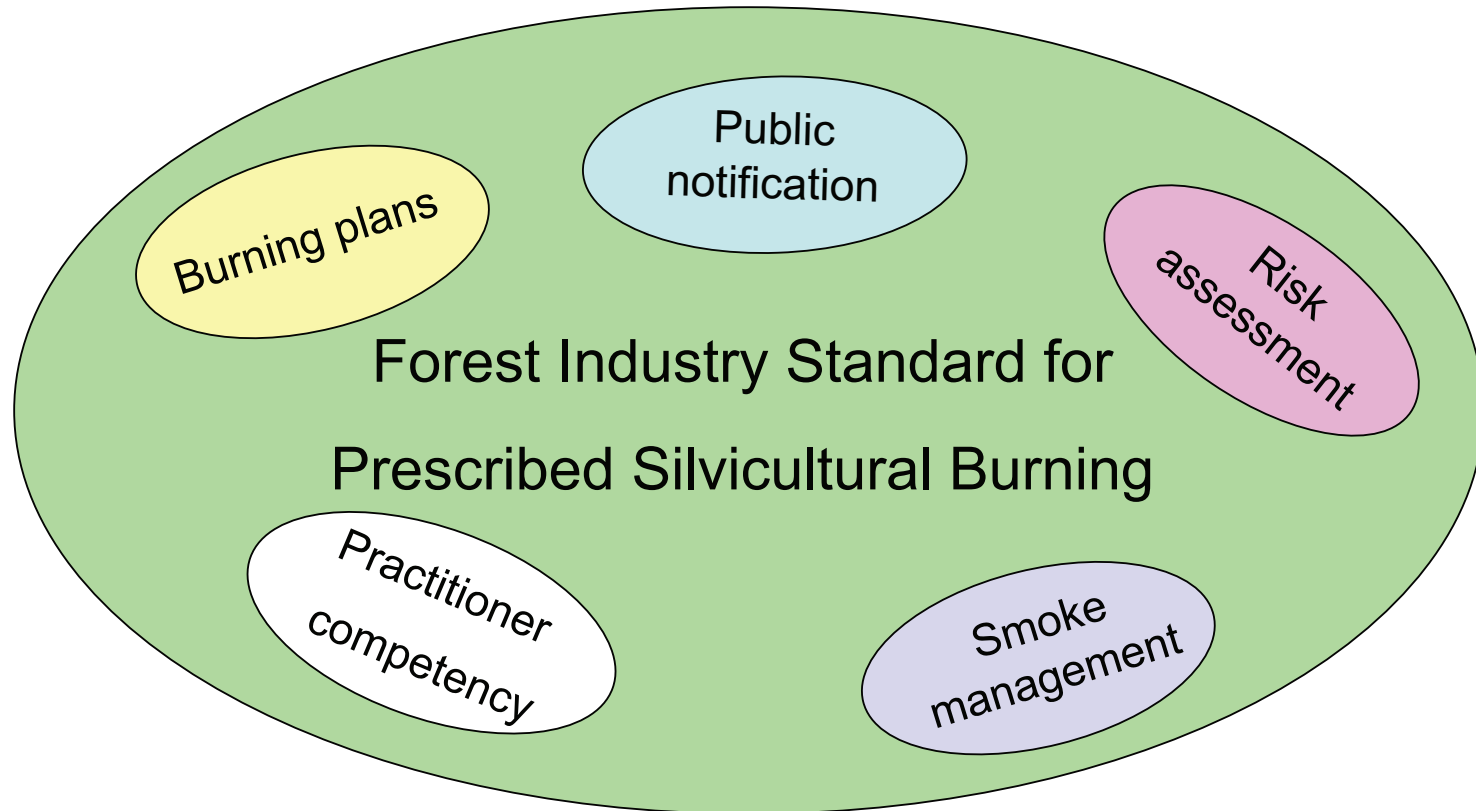 Public
notification
Burning plans
Risk
assessment
Forest Industry Standard for
Prescribed Silvicultural Burning
Practitioner
competency
Smoke
management